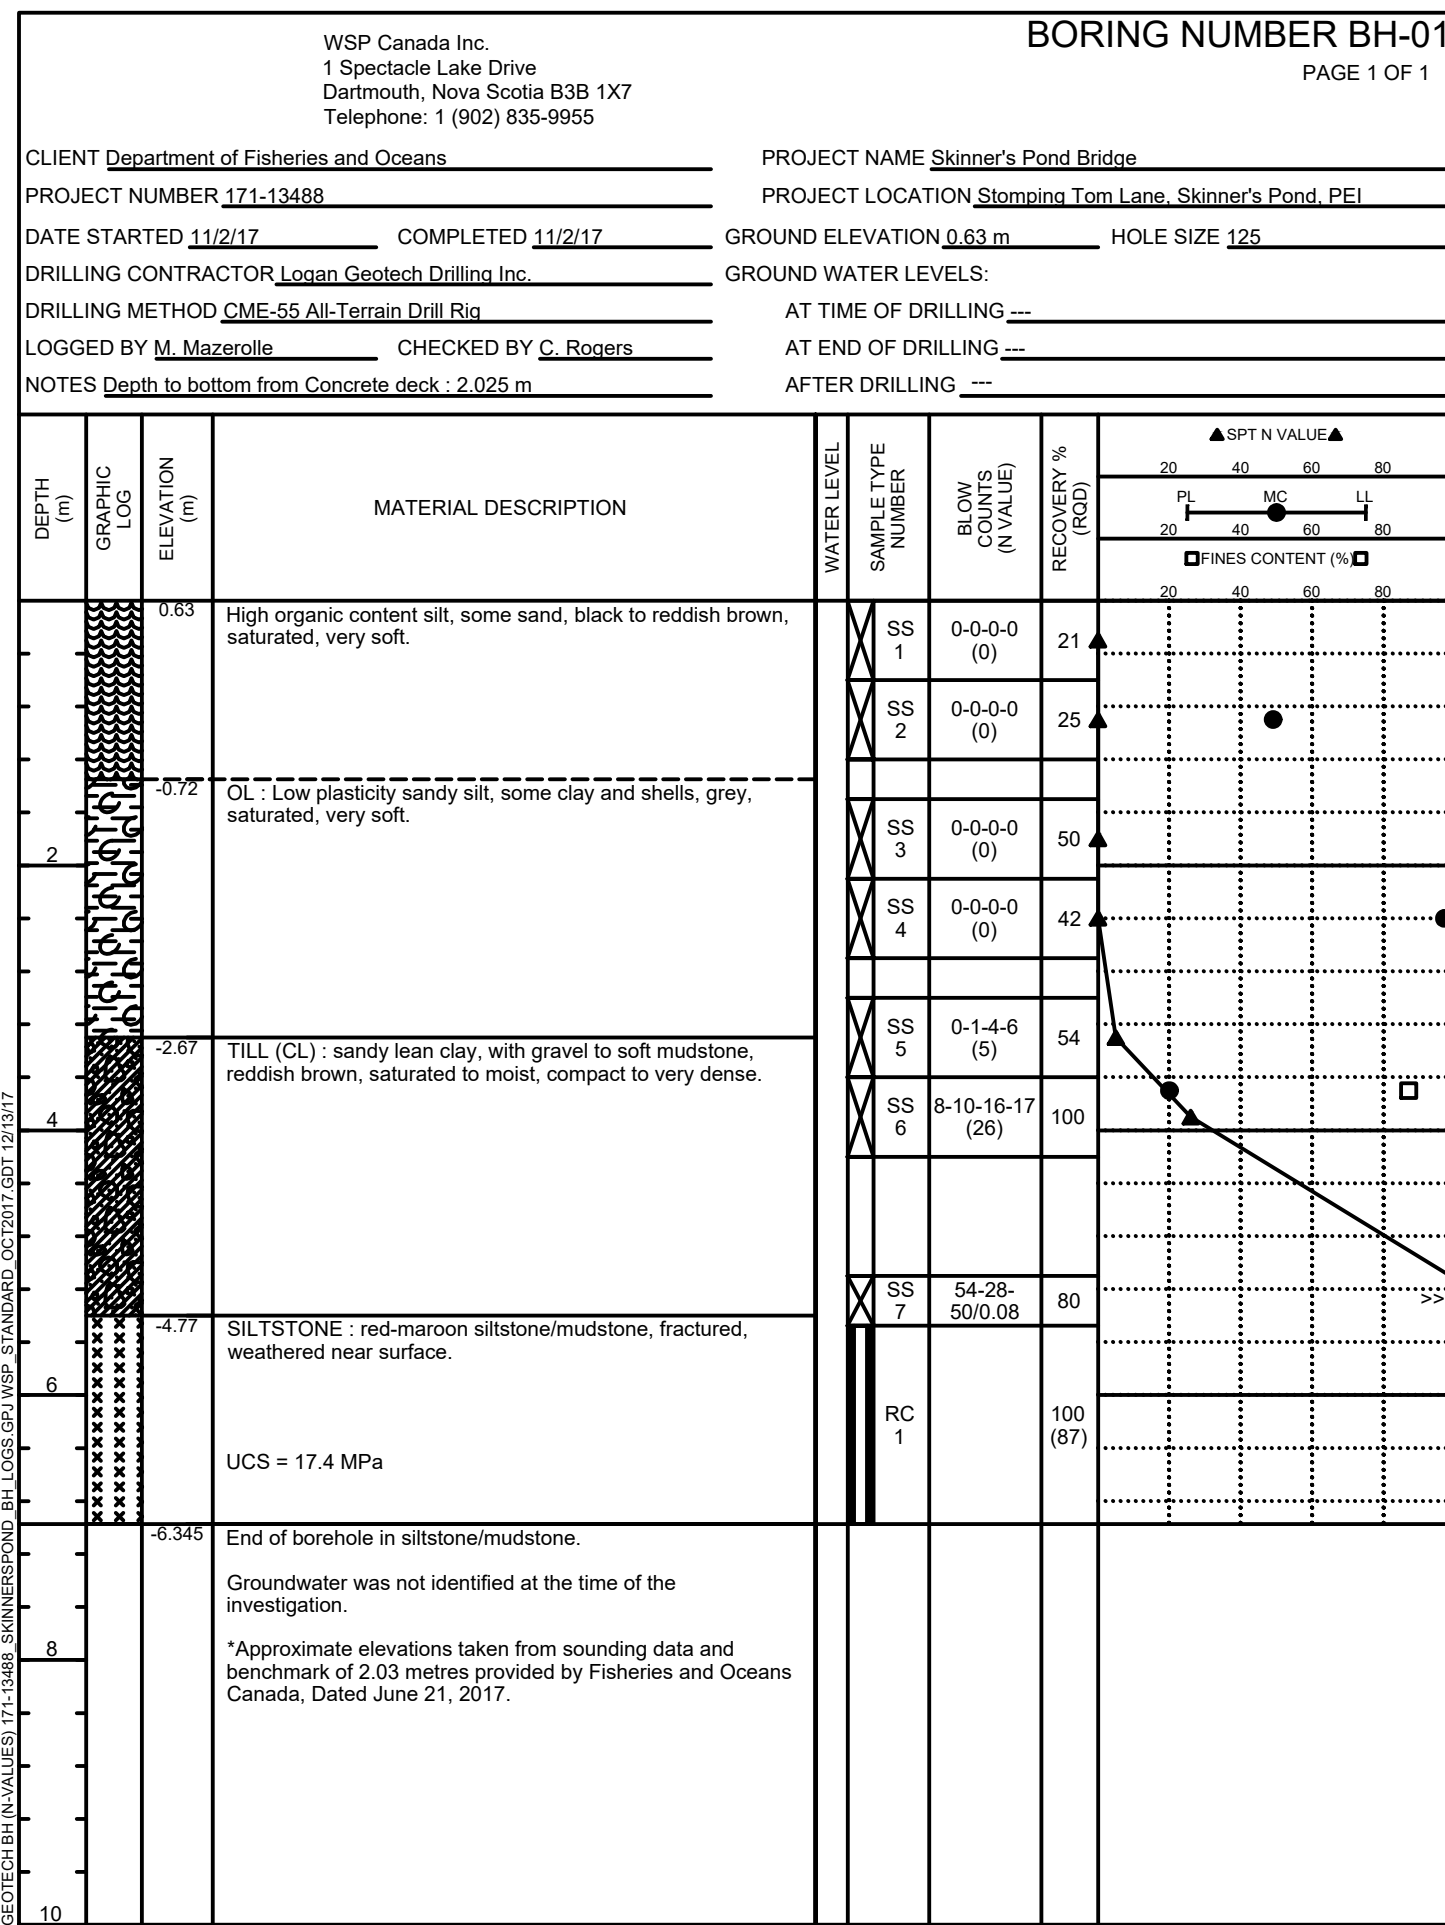 BORING NUMBER BH-01
PAGE 1 OF 1
WSP Canada Inc.
1 Spectacle Lake Drive
Dartmouth, Nova Scotia B3B 1X7
Telephone: 1 (902) 835-9955
CLIENT Department of Fisheries and Oceans
PROJECT NAME Skinner's Pond Bridge
PROJECT NUMBER 171-13488
PROJECT LOCATION Stomping Tom Lane, Skinner's Pond, PEI
DATE STARTED 11/2/17 COMPLETED 11/2/17
GROUND ELEVATION 0.63 m HOLE SIZE 125
DRILLING CONTRACTOR Logan Geotech Drilling Inc.
GROUND WATER LEVELS:
DRILLING METHOD CME-55 All-Terrain Drill Rig
AT TIME OF DRILLING ---
LOGGED BY M. Mazerolle CHECKED BY C. Rogers
AT END OF DRILLING ---
NOTES Depth to bottom from Concrete deck : 2.025 m
AFTER DRILLING ---
DEPTH
(m)
GRAPHIC
LOG
ELEVATION
(m)
MATERIAL DESCRIPTION
WATER LEVEL
SAMPLE TYPE
NUMBER
BLOW
COUNTS
(N VALUE)
RECOVERY %
(RQD)
SPT N VALUE
20 40 60 80
PL MC LL
20 40 60 80
FINES CONTENT (%)
20 40 60 80
0.63
High organic content silt, some sand, black to reddish brown,
saturated, very soft.
SS
1
0-0-0-0
(0)
21
SS
2
0-0-0-0
(0)
25
-0.72
OL : Low plasticity sandy silt, some clay and shells, grey,
saturated, very soft.
SS
3
0-0-0-0
(0)
50
2
SS
4
0-0-0-0
(0)
42
SS
5
0-1-4-6
(5)
54
-2.67
TILL (CL) : sandy lean clay, with gravel to soft mudstone,
reddish brown, saturated to moist, compact to very dense.
SS
6
8-10-16-17
(26)
100
4
SS
7
54-28-
50/0.08
80
>>
-4.77
SILTSTONE : red-maroon siltstone/mudstone, fractured,
weathered near surface.
6
RC
1
100
(87)
UCS = 17.4 MPa
-6.345
End of borehole in siltstone/mudstone.
Groundwater was not identified at the time of the
investigation.
8
*Approximate elevations taken from sounding data and
benchmark of 2.03 metres provided by Fisheries and Oceans
Canada, Dated June 21, 2017.
10
GEOTECH BH (N-VALUES) 171-13488_SKINNERSPOND_BH_LOGS.GPJ WSP_STANDARD_OCT2017.GDT 12/13/17